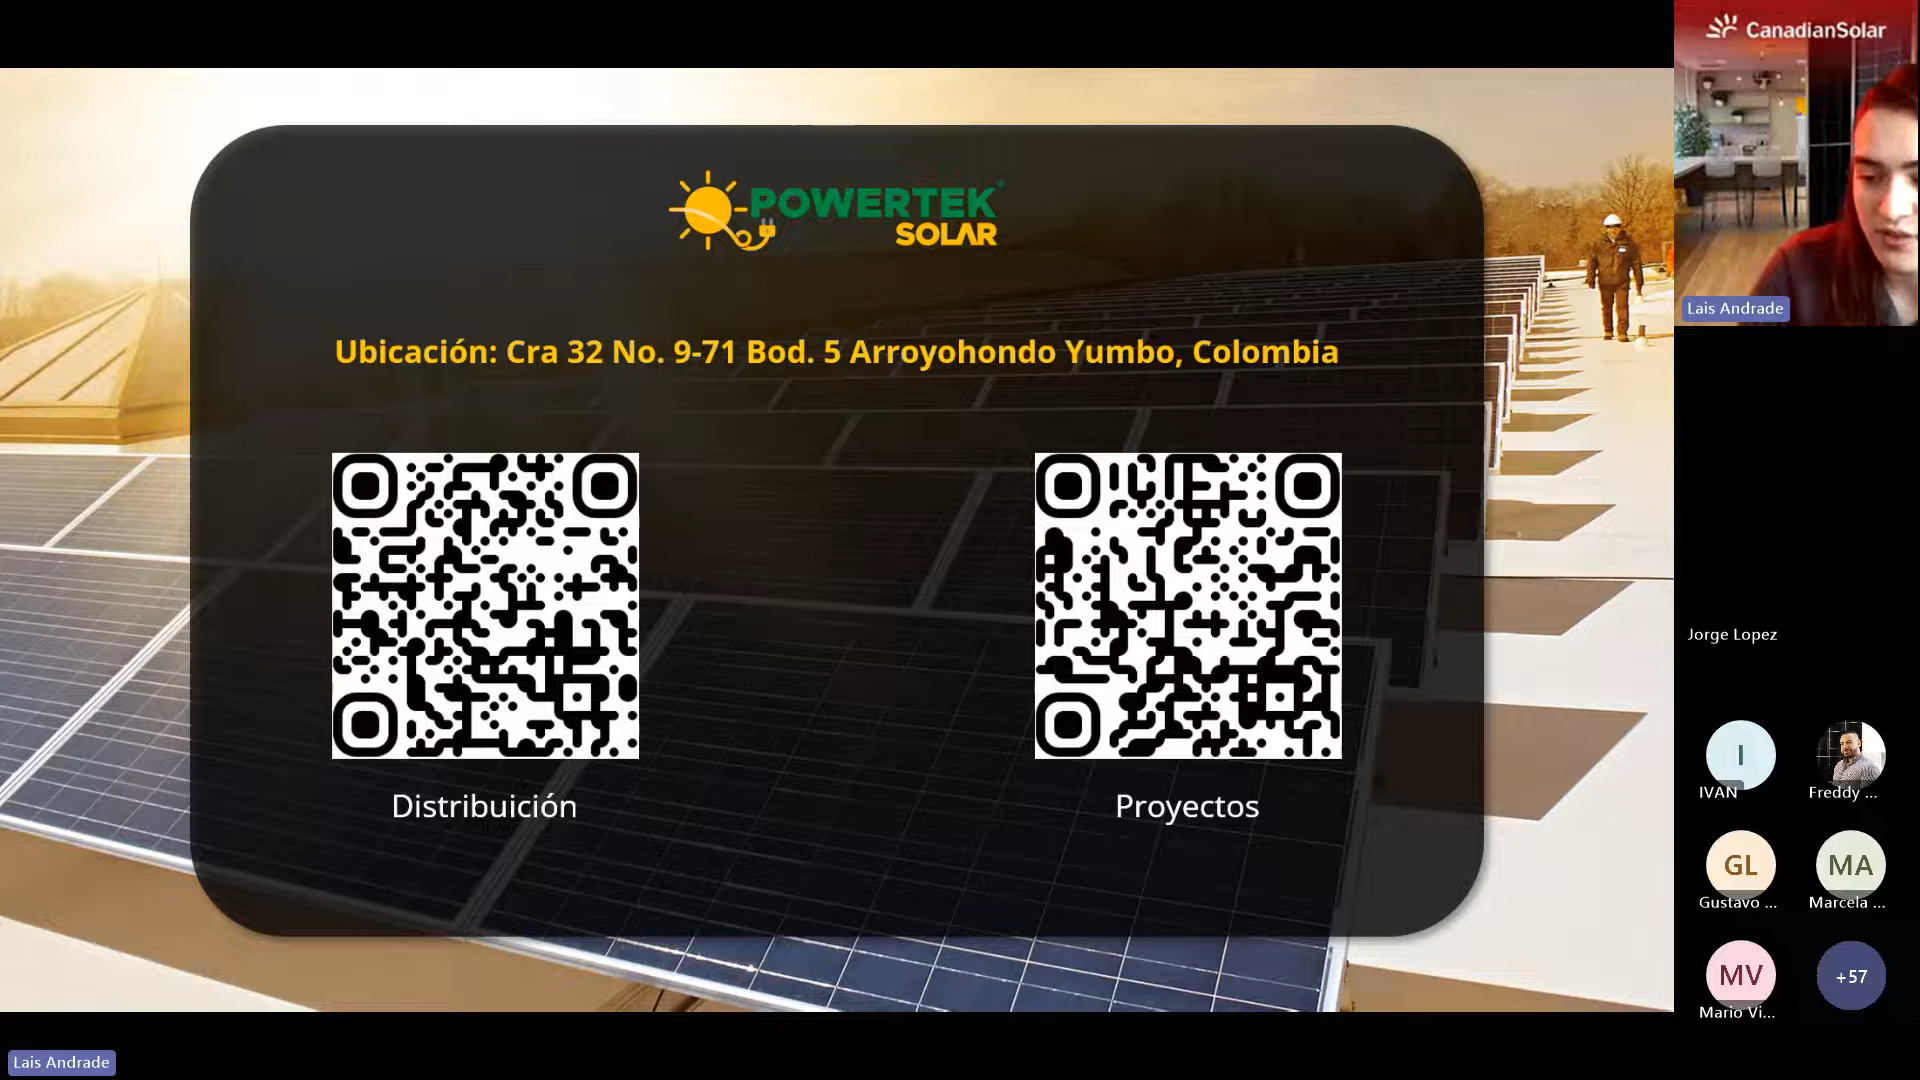 CanadianSolar
POWERTEK
SOLAR
Ubicación: Cra 32 No. 9-71 Bod. 5 Arroyohondo Yumbo, Colombia
Distribuición
Proyectos
Lais Andrade
Jorge Lopez
I
IVAN
Freddy ...
GL
Gustavo ...
MA
Marcela ...
MV
Mario Vi...
+57
Lais Andrade